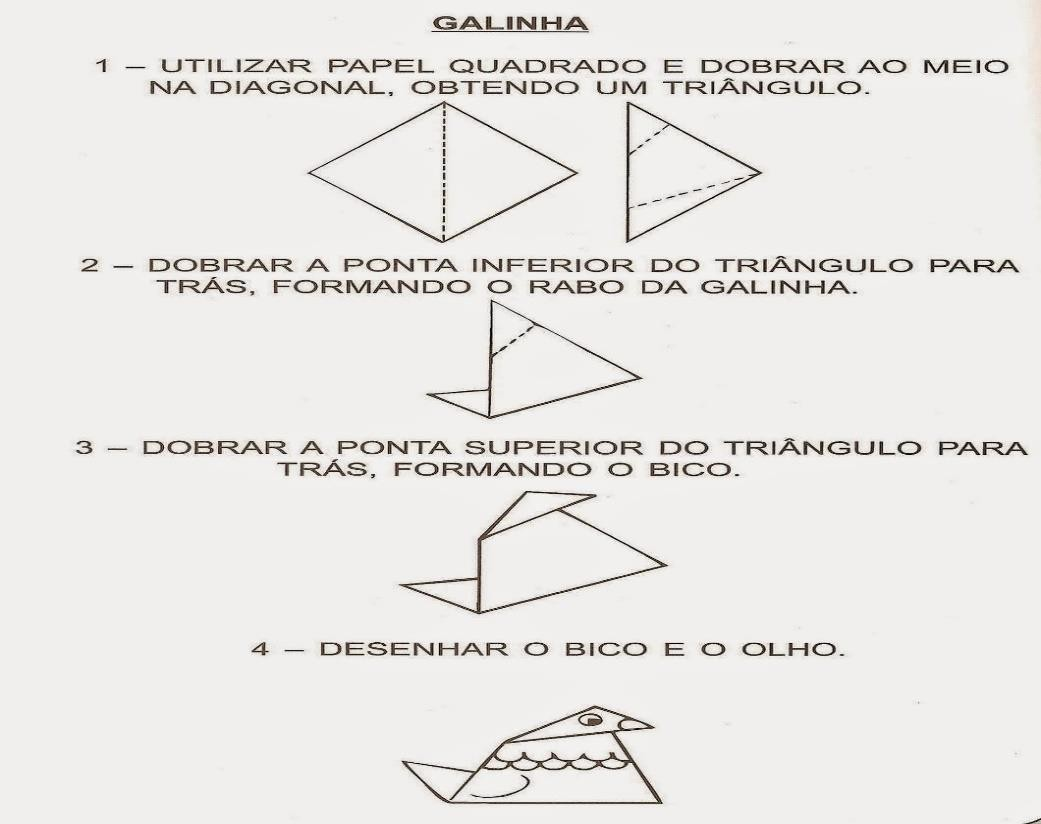 GALINHA
1 – UTILIZAR PAPEL QUADRADO E DOBRAR AO MEIO
NA DIAGONAL, OBTENDO UM TRIÂNGULO.
2 – DOBRAR A PONTA INFERIOR DO TRIÂNGULO PARA
TRÁS, FORMANDO O RABO DA GALINHA.
3 – DOBRAR A PONTA SUPERIOR DO TRIÂNGULO PARA
TRÁS, FORMANDO O BICO.
4 – DESENHAR O BICO E O OLHO.